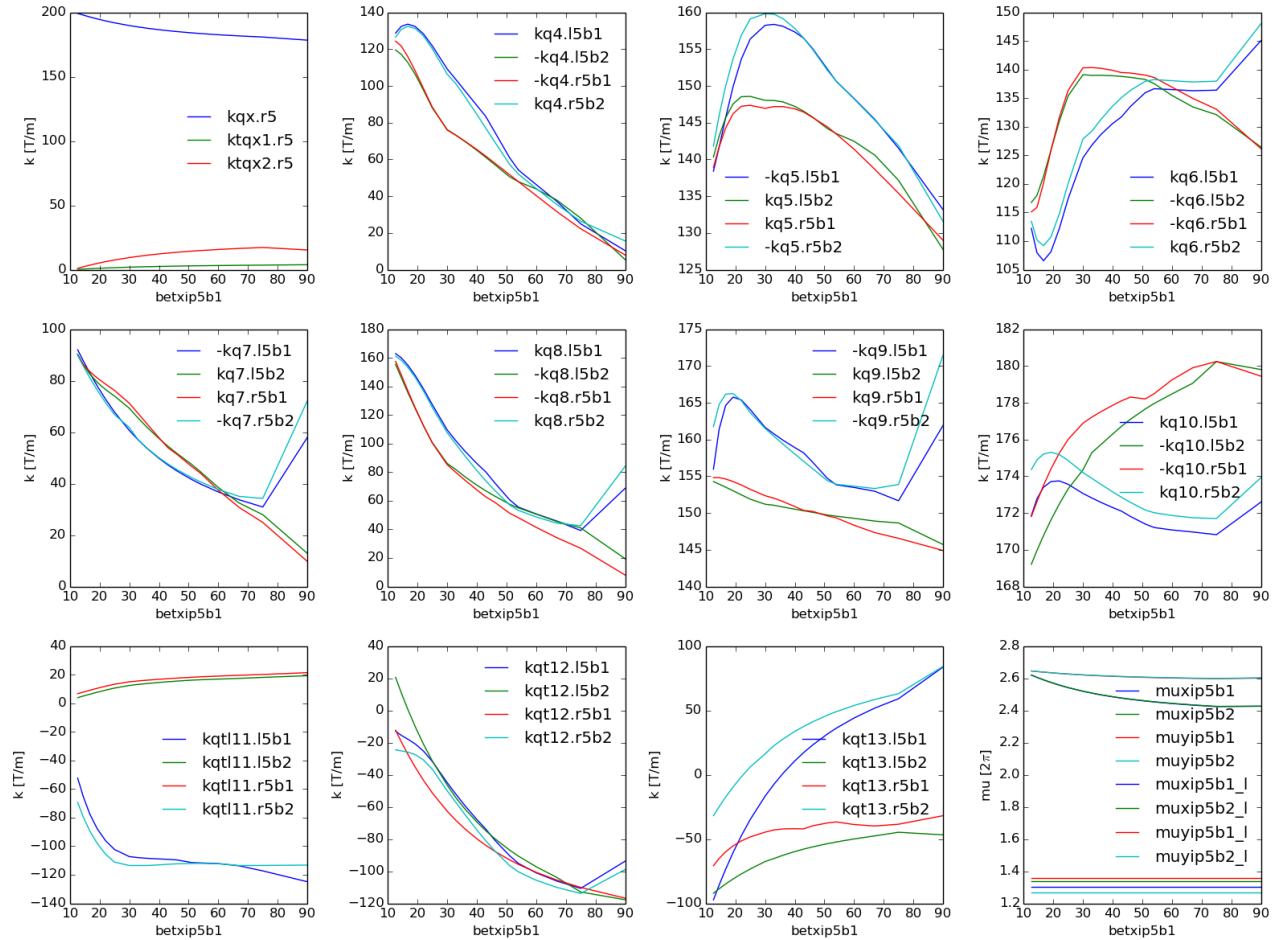 k [T/m]
200
150
100
50
0
kqx.r5
ktqx1.r5
ktqx2.r5
10 20 30 40 50 60 70 80 90
betxip5b1
k [T/m]
140
120
100
80
60
40
20
0
kq4.l5b1
-kq4.l5b2
-kq4.r5b1
kq4.r5b2
10 20 30 40 50 60 70 80 90
betxip5b1
k [T/m]
160
155
150
145
140
135
130
125
-kq5.l5b1
kq5.l5b2
kq5.r5b1
-kq5.r5b2
10 20 30 40 50 60 70 80 90
betxip5b1
k [T/m]
150
145
140
135
130
125
120
115
110
105
kq6.l5b1
-kq6.l5b2
-kq6.r5b1
kq6.r5b2
10 20 30 40 50 60 70 80 90
betxip5b1
k [T/m]
100
80
60
40
20
0
-kq7.l5b1
kq7.l5b2
kq7.r5b1
-kq7.r5b2
10 20 30 40 50 60 70 80 90
betxip5b1
k [T/m]
180
160
140
120
100
80
60
40
20
0
kq8.l5b1
-kq8.l5b2
-kq8.r5b1
kq8.r5b2
10 20 30 40 50 60 70 80 90
betxip5b1
k [T/m]
175
170
165
160
155
150
145
140
-kq9.l5b1
kq9.l5b2
kq9.r5b1
-kq9.r5b2
10 20 30 40 50 60 70 80 90
betxip5b1
k [T/m]
182
180
178
176
174
172
170
168
kq10.l5b1
-kq10.l5b2
-kq10.r5b1
kq10.r5b2
10 20 30 40 50 60 70 80 90
betxip5b1
k [T/m]
40
20
0
−20
−40
−60
−80
−100
−120
−140
kqtl11.l5b1
kqtl11.l5b2
kqtl11.r5b1
kqtl11.r5b2
10 20 30 40 50 60 70 80 90
betxip5b1
k [T/m]
40
20
0
−20
−40
−60
−80
−100
−120
kqt12.l5b1
kqt12.l5b2
kqt12.r5b1
kqt12.r5b2
10 20 30 40 50 60 70 80 90
betxip5b1
k [T/m]
100
50
0
−50
−100
kqt13.l5b1
kqt13.l5b2
kqt13.r5b1
kqt13.r5b2
10 20 30 40 50 60 70 80 90
betxip5b1
mu [2π]
2.8
2.6
2.4
2.2
2.0
1.8
1.6
1.4
1.2
muxip5b1
muxip5b2
muyip5b1
muyip5b2
muxip5b1_l
muxip5b2_l
muyip5b1_l
muyip5b2_l
10 20 30 40 50 60 70 80 90
betxip5b1